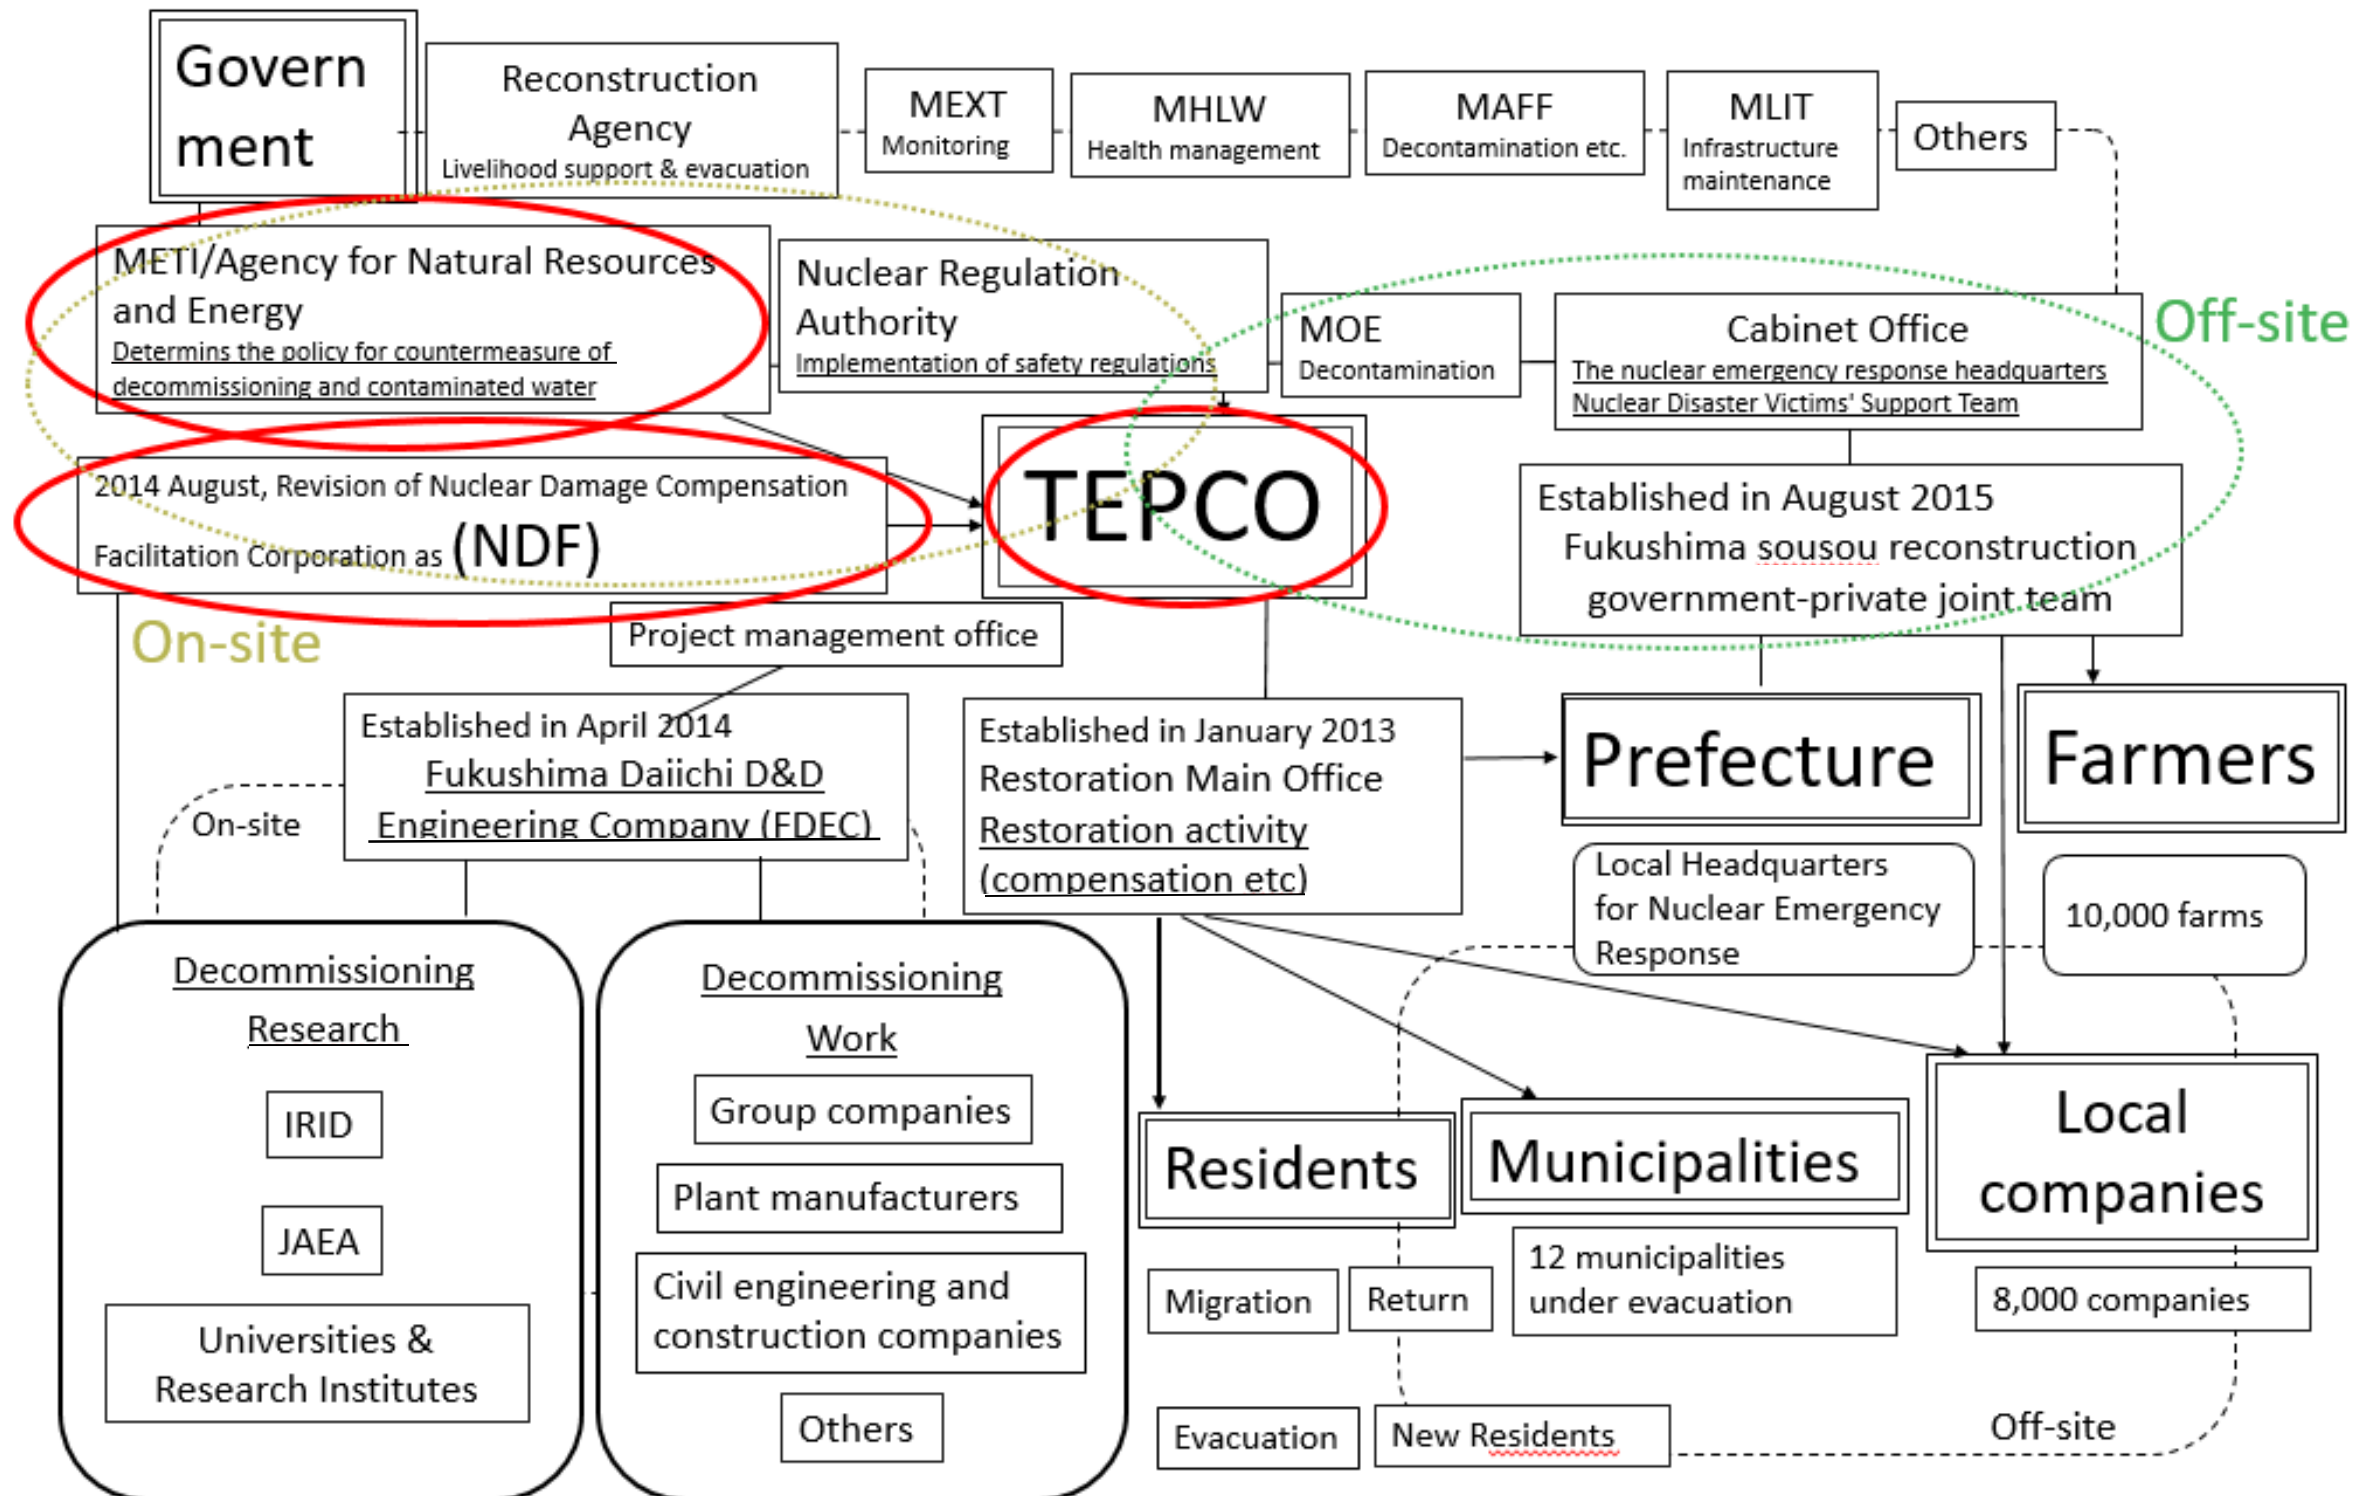 Govern
ment
Reconstruction
Agency
Livelihood support & evacuation
MEXT
Monitoring
MHLW
Health management
MAFF
Decontamination etc.
MLIT
Infrastructure
maintenance
Others
METI/Agency for Natural Resources
and Energy
Determins the policy for countermeasure of
decommissioning and contaminated water
Nuclear Regulation
Authority
Implementation of safety regulations
MOE
Decontamination
Cabinet Office
The nuclear emergency response headquarters
Nuclear Disaster Victims' Support Team
Off-site
2014 August, Revision of Nuclear Damage Compensation
Facilitation Corporation as (NDF)
TEPCO
Established in August 2015
Fukushima sousou reconstruction
government-private joint team
On-site
Project management office
Established in April 2014
Fukushima Daiichi D&D
Engineering Company (FDEC)
On-site
Established in January 2013
Restoration Main Office
Restoration activity
(compensation etc)
Prefecture
Farmers
Local Headquarters
for Nuclear Emergency
Response
10,000 farms
Decommissioning
Research
IRID
JAEA
Universities &
Research Institutes
Decommissioning
Work
Group companies
Plant manufacturers
Civil engineering and
construction companies
Others
Residents
Municipalities
Local
companies
Migration
Return
12 municipalities
under evacuation
8,000 companies
Evacuation
New Residents
Off-site